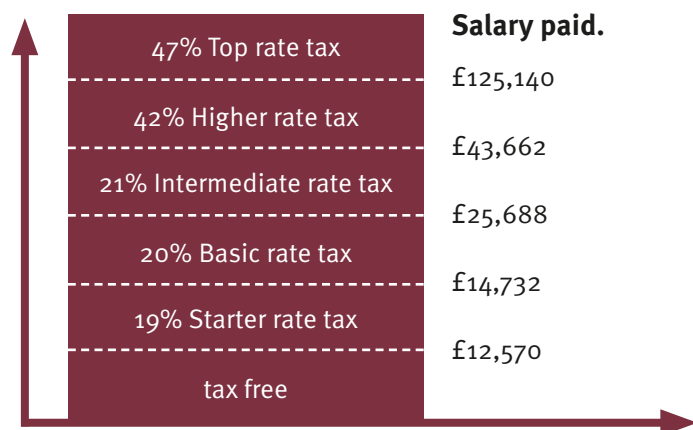 Salary paid.
47% Top rate tax
£125,140
42% Higher rate tax
£43,662
21% Intermediate rate tax
£25,688
20% Basic rate tax
£14,732
19% Starter rate tax
£12,570
tax free